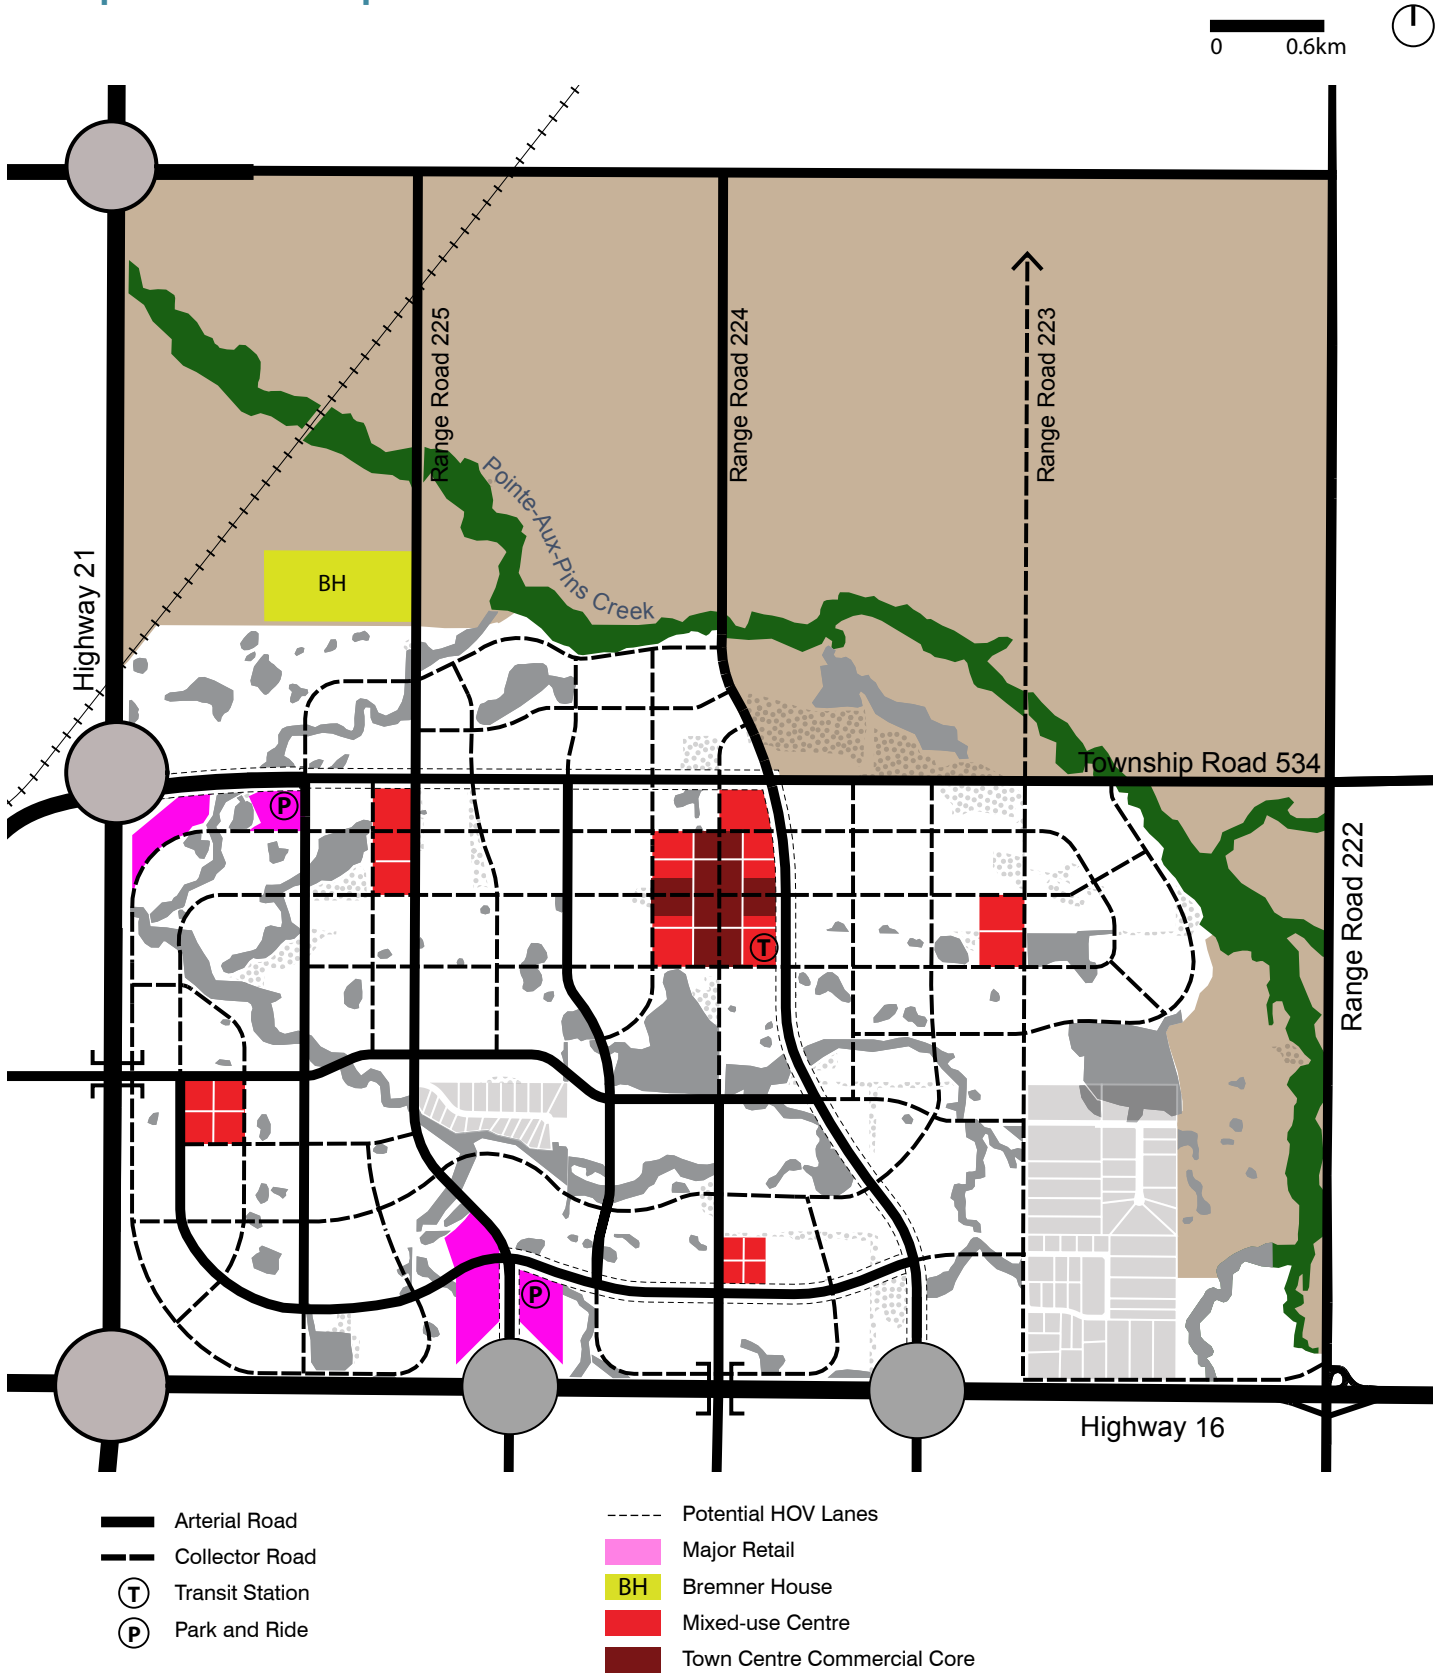 0 0.6km
Range Road 225
Range Road 224
Range Road 223
Pointe-Aux-Pins Creek
Highway 21
BH
Township Road 534
P
Range Road 222
T
P
Highway 16
Arterial Road
Collector Road
T Transit Station
P Park and Ride
Potential HOV Lanes
Major Retail
BH Bremner House
Mixed-use Centre
Town Centre Commercial Core